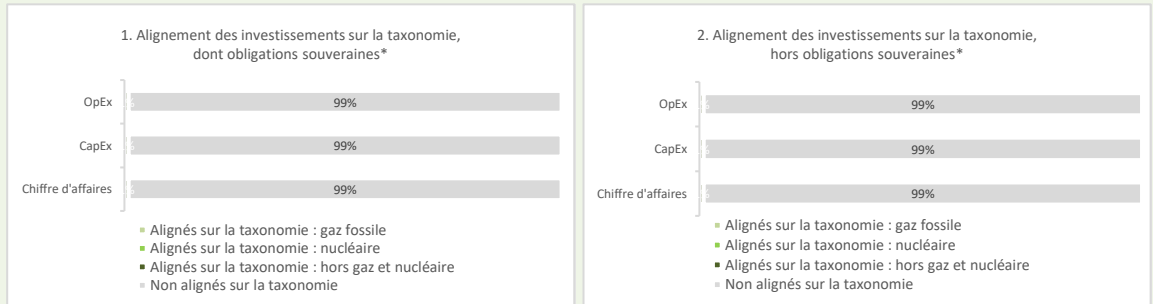 1. Alignement des investissements sur la taxonomie,
dont obligations souveraines*
OpEx
99%
CapEx
99%
Chiffre d'affaires
99%
Alignés sur la taxonomie : gaz fossile
Alignés sur la taxonomie : nucléaire
Alignés sur la taxonomie : hors gaz et nucléaire
Non alignés sur la taxonomie
2. Alignement des investissements sur la taxonomie,
hors obligations souveraines*
OpEx
99%
CapEx
99%
Chiffre d'affaires
99%
Alignés sur la taxonomie : gaz fossile
Alignés sur la taxonomie : nucléaire
Alignés sur la taxonomie : hors gaz et nucléaire
Non alignés sur la taxonomie